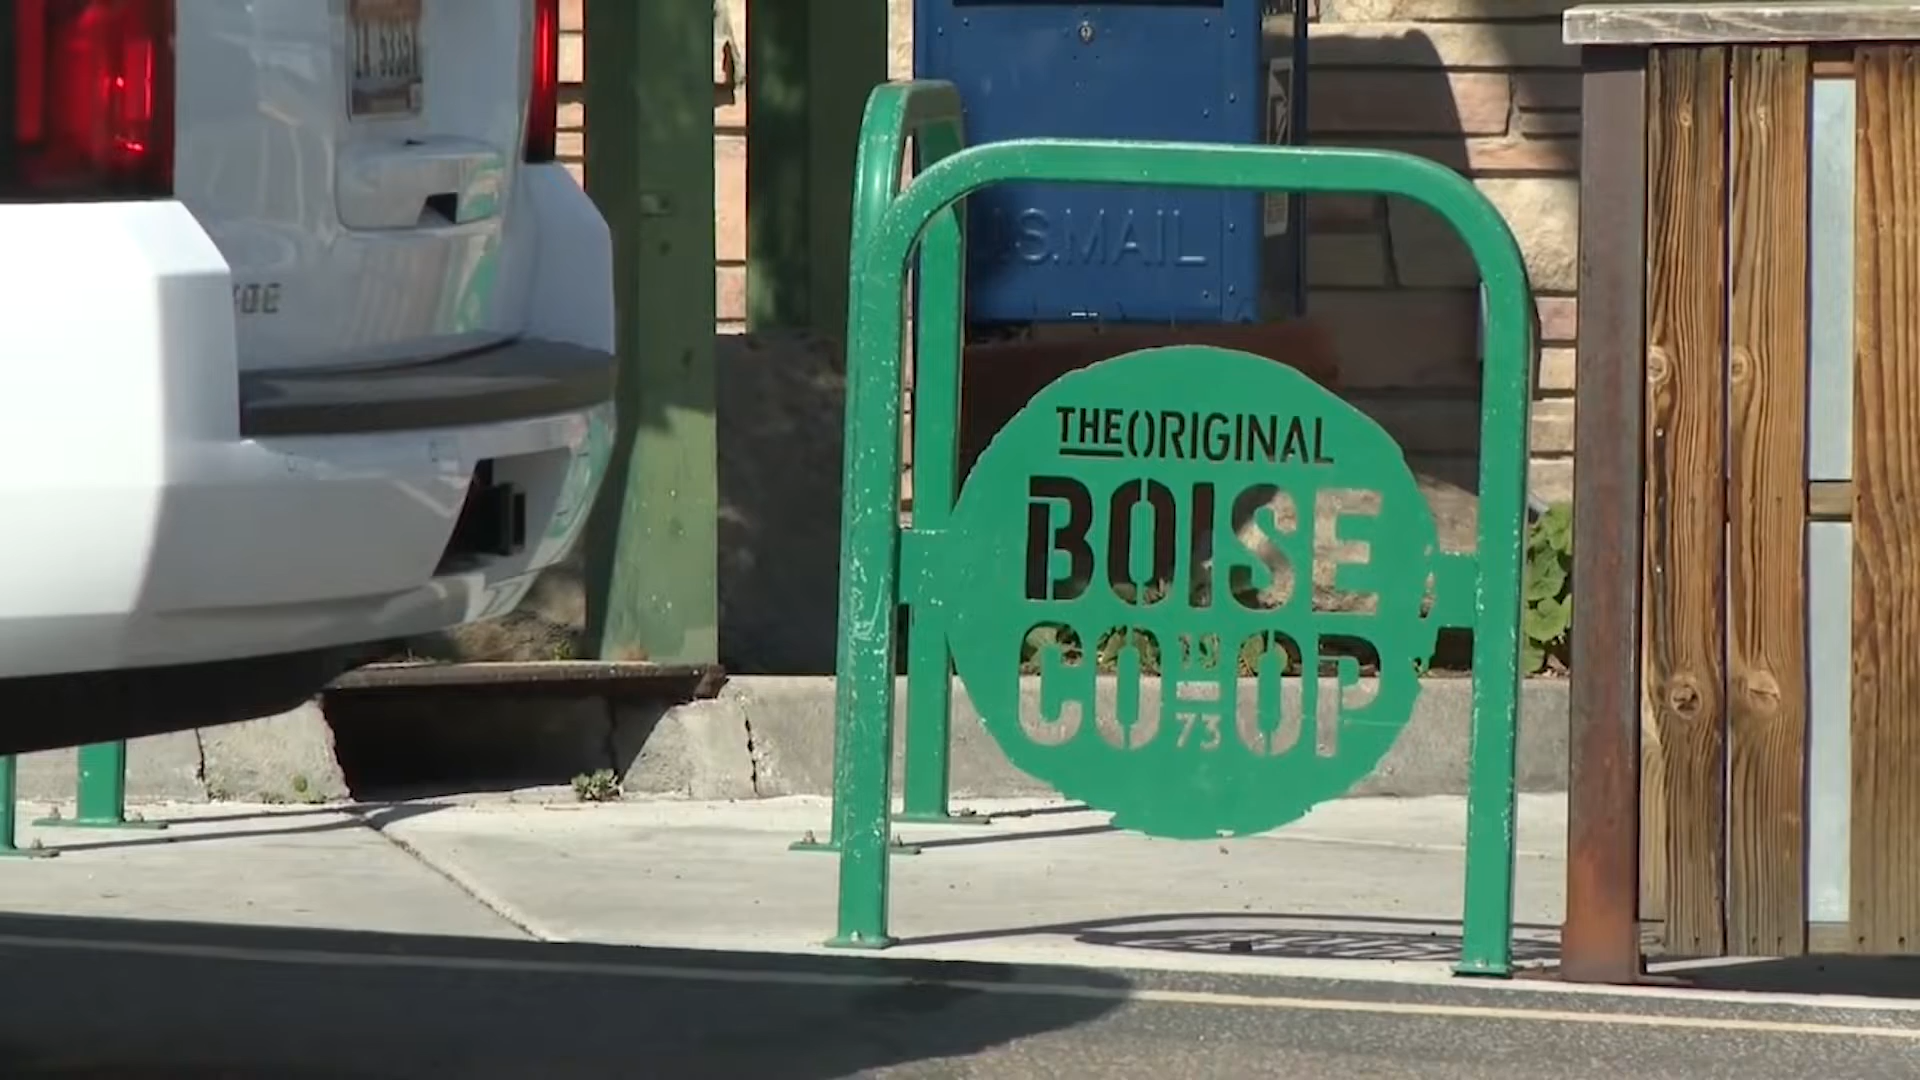 U.S.MAIL
THE ORIGINAL
BOISE
CO 19 OP
73